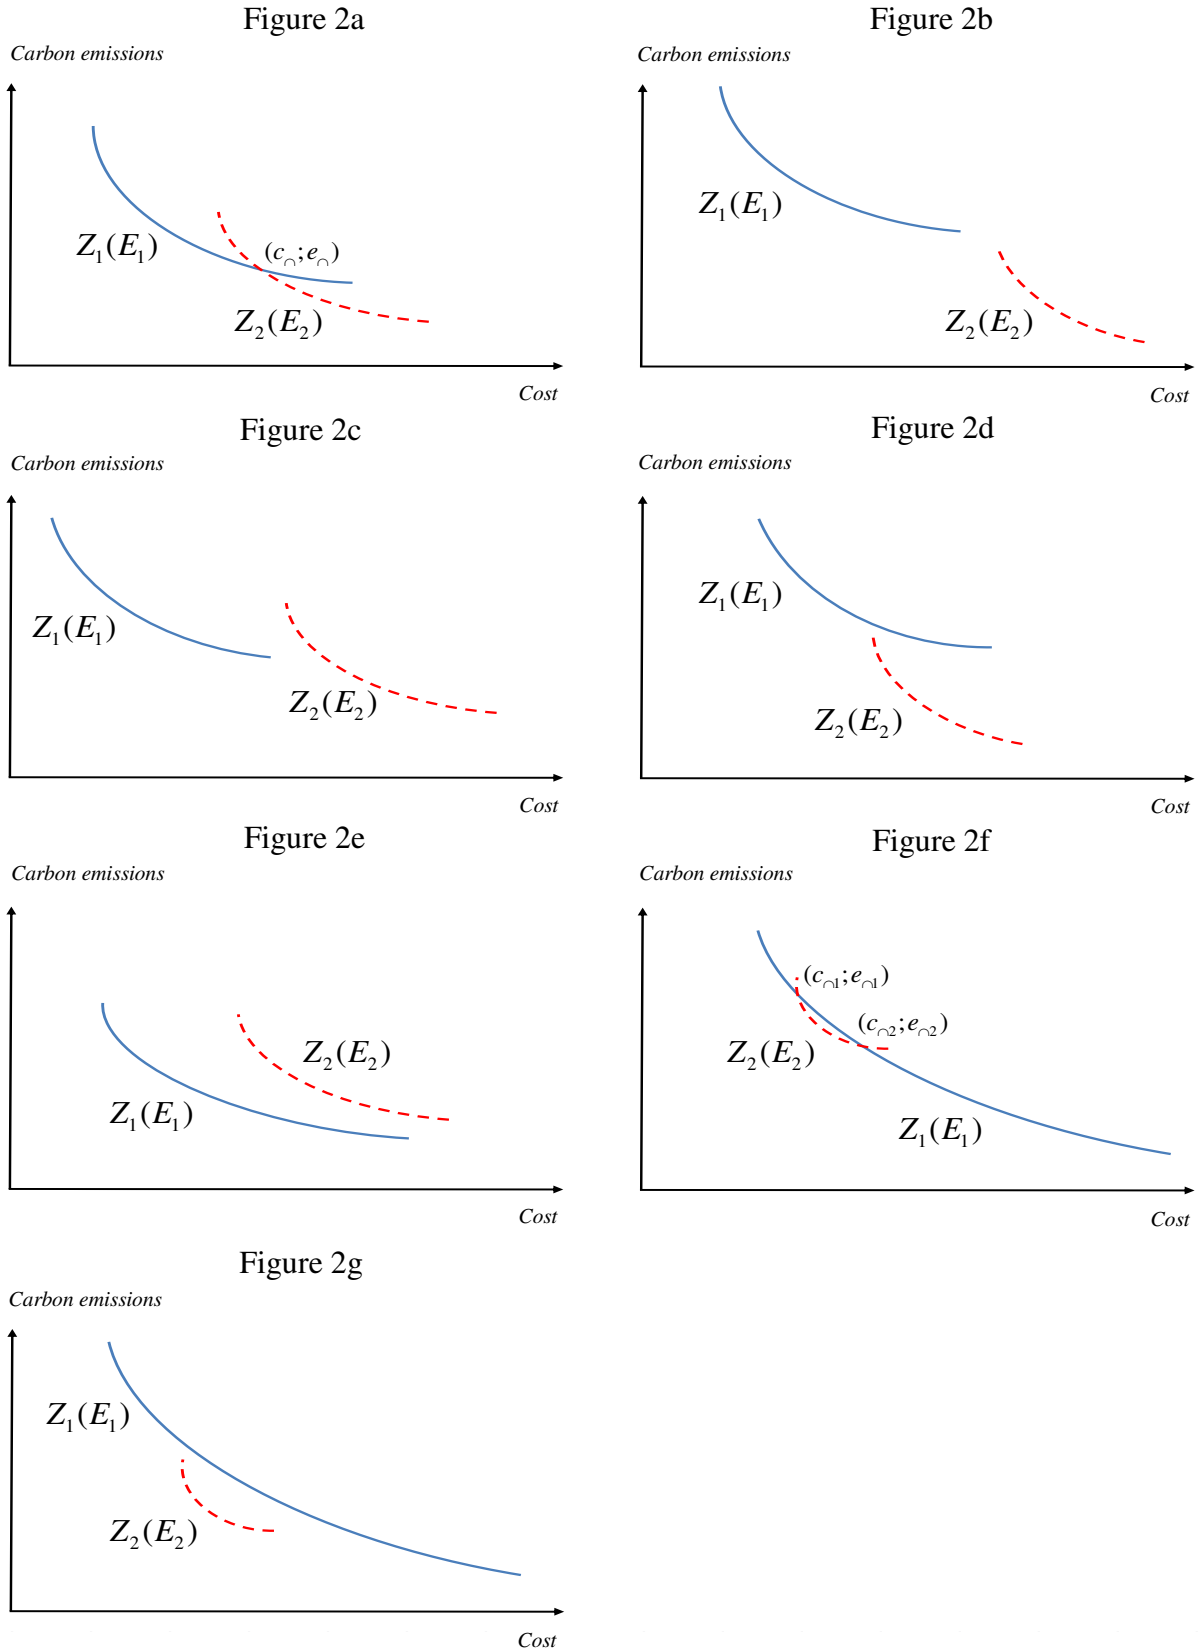 Figure 2a
Carbon emissions
Z₁(E₁)
(c∩;e∩)
Z₂(E₂)
Cost
Figure 2b
Carbon emissions
Z₁(E₁)
Z₂(E₂)
Cost
Figure 2c
Carbon emissions
Z₁(E₁)
Z₂(E₂)
Cost
Figure 2d
Carbon emissions
Z₁(E₁)
Z₂(E₂)
Cost
Figure 2e
Carbon emissions
Z₂(E₂)
Z₁(E₁)
Cost
Figure 2f
Carbon emissions
(c∩1;e∩1)
(c∩2;e∩2)
Z₂(E₂)
Z₁(E₁)
Cost
Figure 2g
Carbon emissions
Z₁(E₁)
Z₂(E₂)
Cost